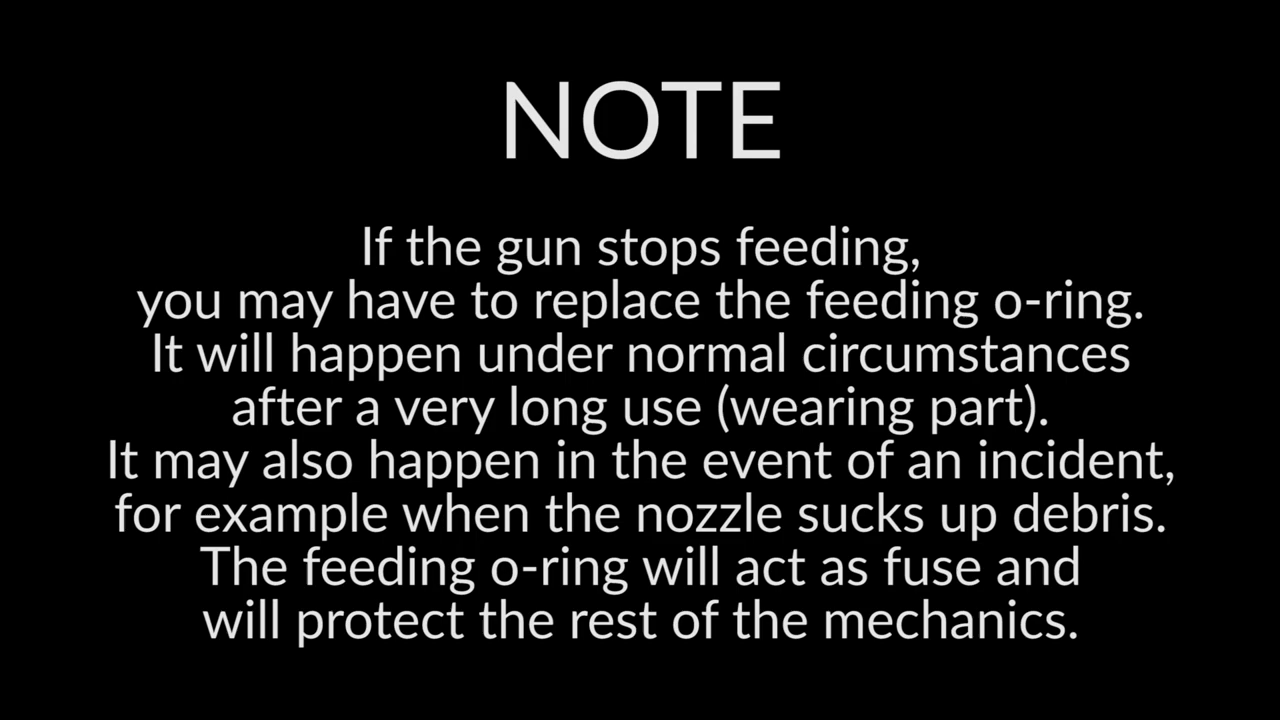 NOTE
If the gun stops feeding,
you may have to replace the feeding o-ring.
It will happen under normal circumstances
after a very long use (wearing part).
It may also happen in the event of an incident,
for example when the nozzle sucks up debris.
The feeding o-ring will act as fuse and
will protect the rest of the mechanics.